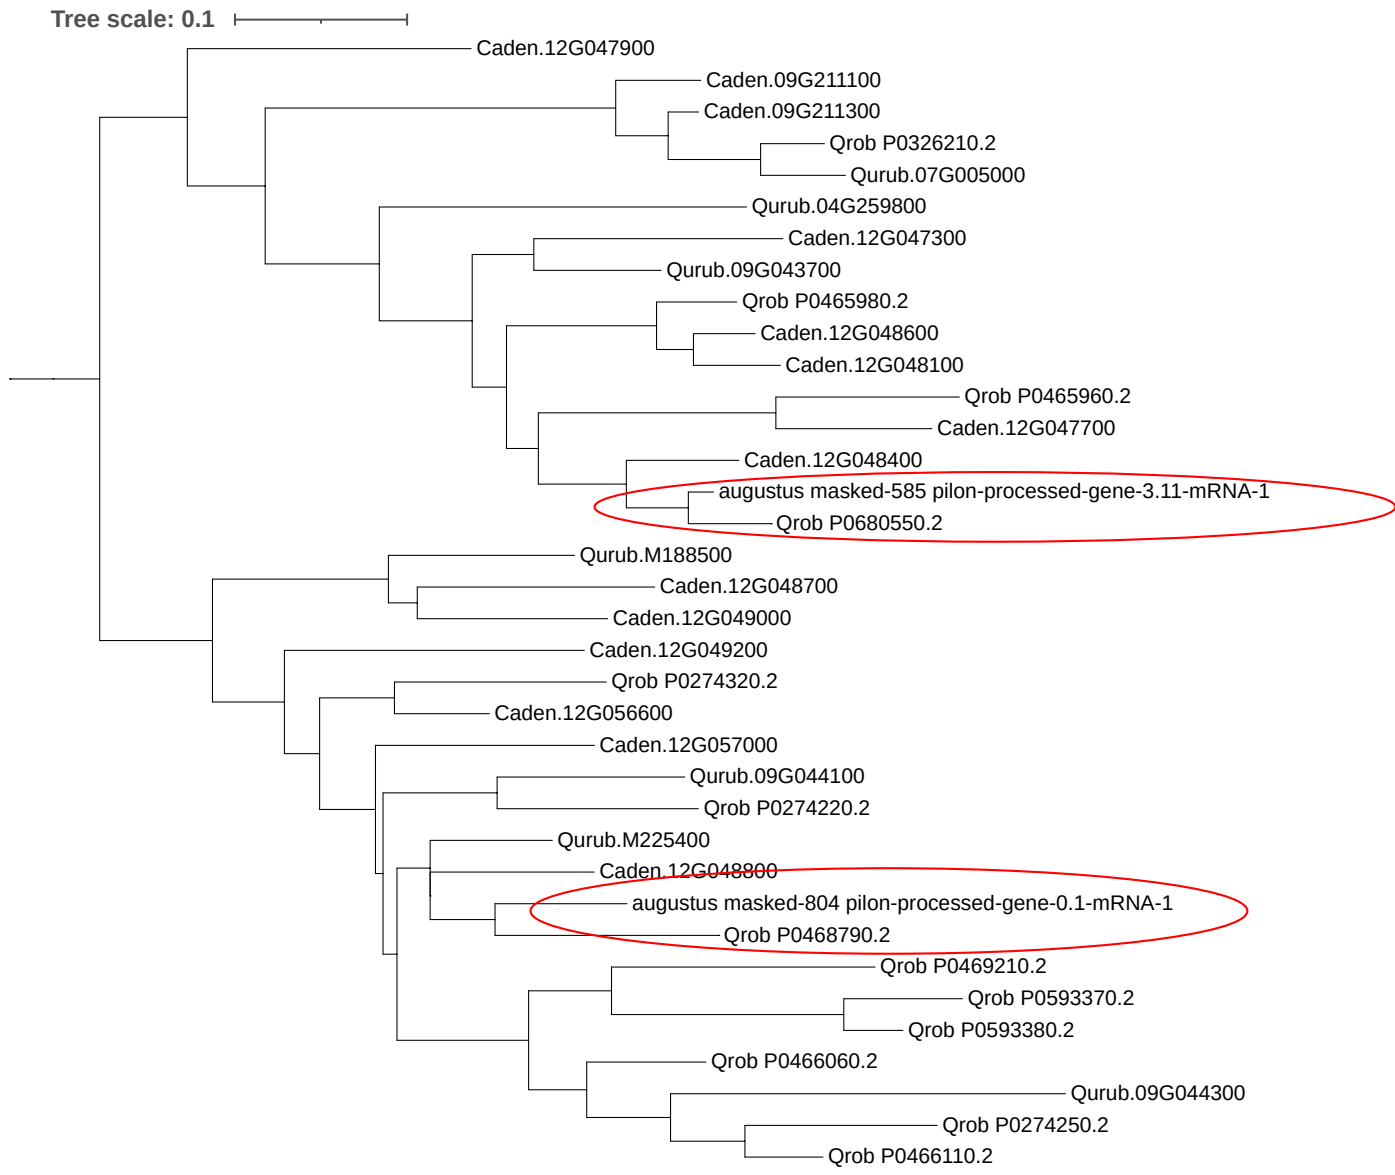 Tree scale: 0.1
Caden.12G047900
Caden.09G211100
Caden.09G211300
Qrob P0326210.2
Qurub.07G005000
Qurub.04G259800
Caden.12G047300
Qurub.09G043700
Qrob P0465980.2
Caden.12G048600
Caden.12G048100
Qrob P0465960.2
Caden.12G047700
Caden.12G048400
augustus masked-585 pilon-processed-gene-3.11-mRNA-1
Qrob P0680550.2
Qurub.M188500
Caden.12G048700
Caden.12G049000
Caden.12G049200
Qrob P0274320.2
Caden.12G056600
Caden.12G057000
Qurub.09G044100
Qrob P0274220.2
Qurub.M225400
Caden.12G048800
augustus masked-804 pilon-processed-gene-0.1-mRNA-1
Qrob P0468790.2
Qrob P0469210.2
Qrob P0593370.2
Qrob P0593380.2
Qrob P0466060.2
Qurub.09G044300
Qrob P0274250.2
Qrob P0466110.2